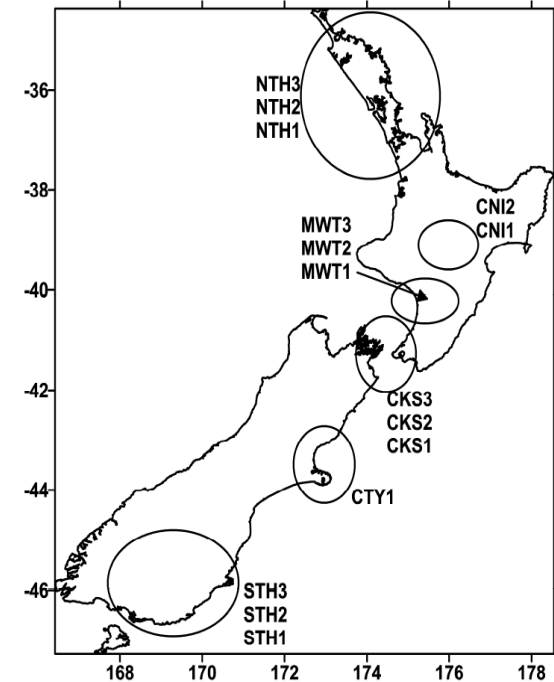 -36
NTH3
NTH2
NTH1
-38
CNI2
CNI1
MWT3
MWT2
MWT1
-40
-42
CKS3
CKS2
CKS1
-44
CTY1
-46
STH3
STH2
STH1
168 170 172 174 176 178